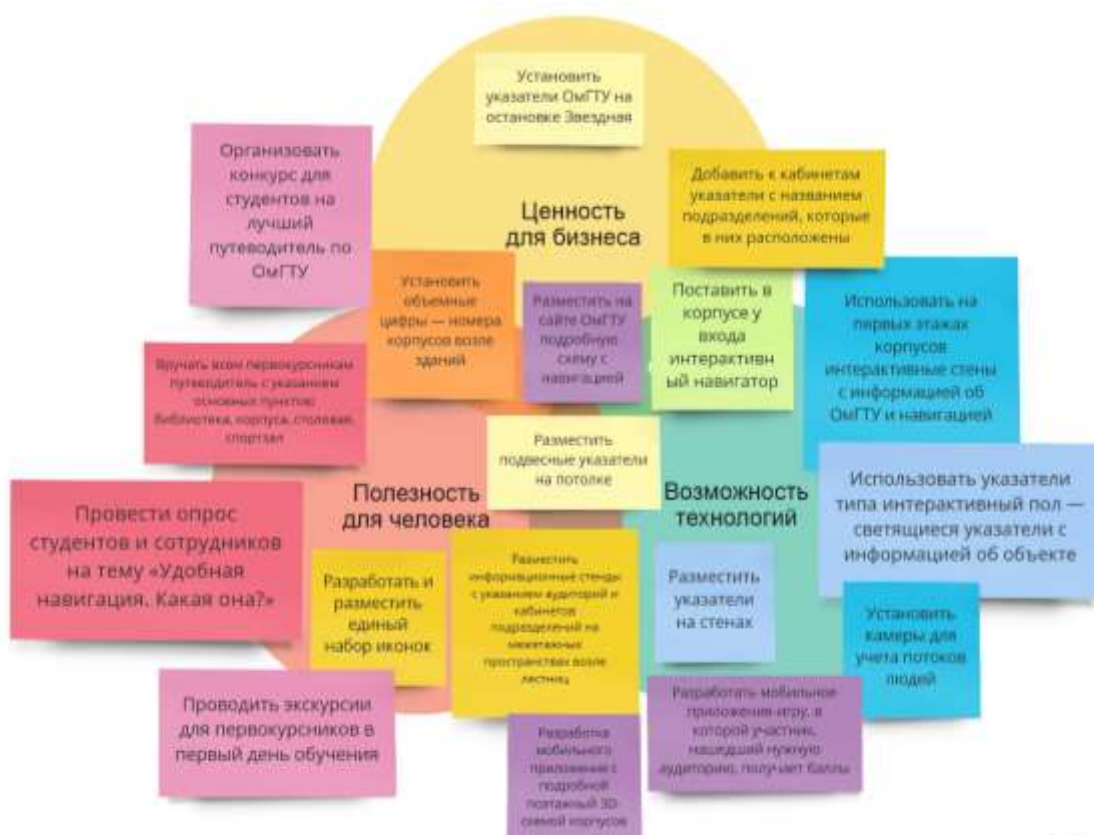 Установить
указатели ОмГТУ на
остановке Звездная
Организовать
конкурс для
студентов на
лучший
путеводитель по
ОмГТУ
Добавить к кабинетам
указатели с названием
подразделений, которые
в них расположены
Ценность
для бизнеса
Установить
объемные
цифры — номера
корпусов возле
зданий
Разместить на
сайте ОмГТУ
подробную
схему с
навигацией
Поставить в
корпусе у
входа
интерактивн
ый навигатор
Использовать на
первых этажах
корпусов
интерактивные стены
с информацией об
ОмГТУ и навигацией
Вручать всем первокурсникам
путеводитель с указанием
основных пунктов:
библиотека, корпуса, столовая,
спортзал
Разместить
подвесные указатели
на потолке
Полезность
для человека
Возможность
технологий
Использовать указатели
типа интерактивный пол —
светящиеся указатели с
информацией об объекте
Провести опрос
студентов и сотрудников
на тему «Удобная
навигация. Какая она?»
Разработать и
разместить
единый
набор иконок
Разместить
информационные стенды
с указанием аудиторий и
кабинетов
подразделений на
межэтажных
пространствах возле
лестниц
Разместить
указатели
на стенах
Установить
камеры для
учета потоков
людей
Проводить экскурсии
для первокурсников в
первый день обучения
Разработка
мобильного
приложения с
подробной
поэтажный 3D-
схемой корпусов
Разработать мобильное
приложение-игру, в
которой участник,
нашедший нужную
аудиторию, получает баллы